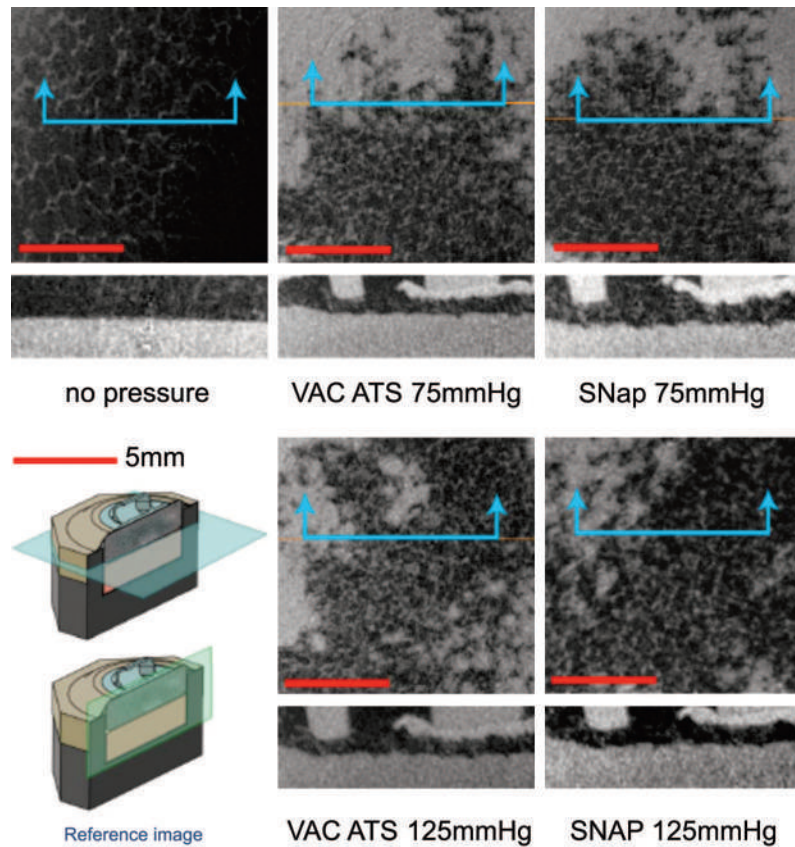 no pressure
VAC ATS 75mmHg
SNap 75mmHg
5mm
Reference image
VAC ATS 125mmHg
SNAP 125mmHg